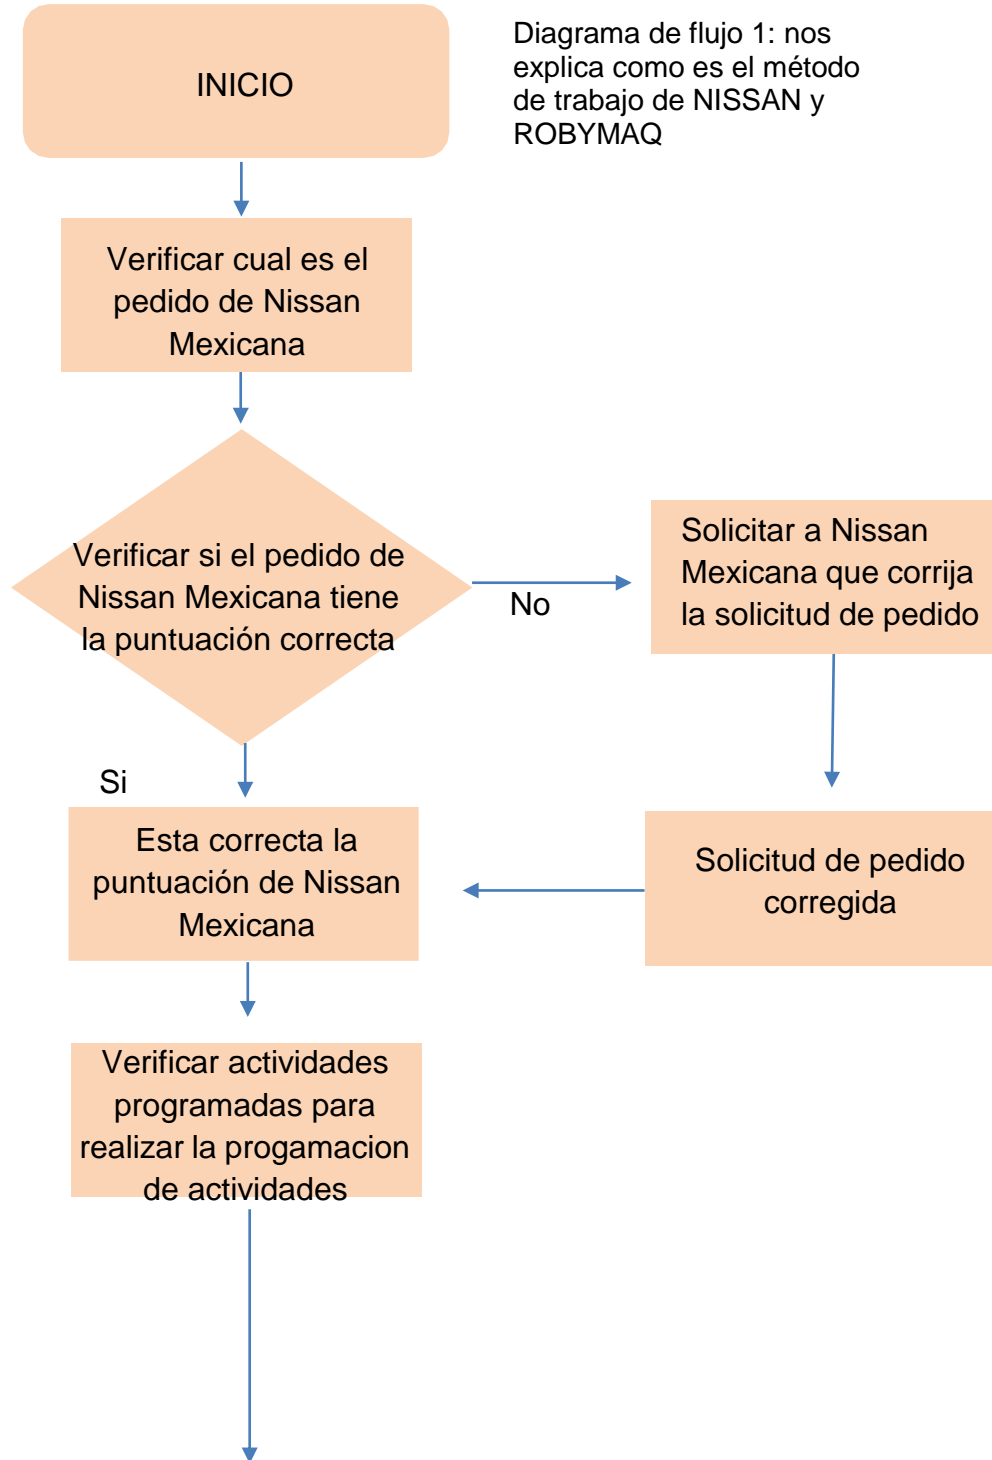 INICIO
Diagrama de flujo 1: nos
explica como es el método
de trabajo de NISSAN y
ROBYMAQ
Verificar cual es el
pedido de Nissan
Mexicana
Verificar si el pedido de
Nissan Mexicana tiene
la puntuación correcta
No
Solicitar a Nissan
Mexicana que corrija
la solicitud de pedido
Si
Esta correcta la
puntuación de Nissan
Mexicana
Solicitud de pedido
corregida
Verificar actividades
programadas para
realizar la progamacion
de actividades